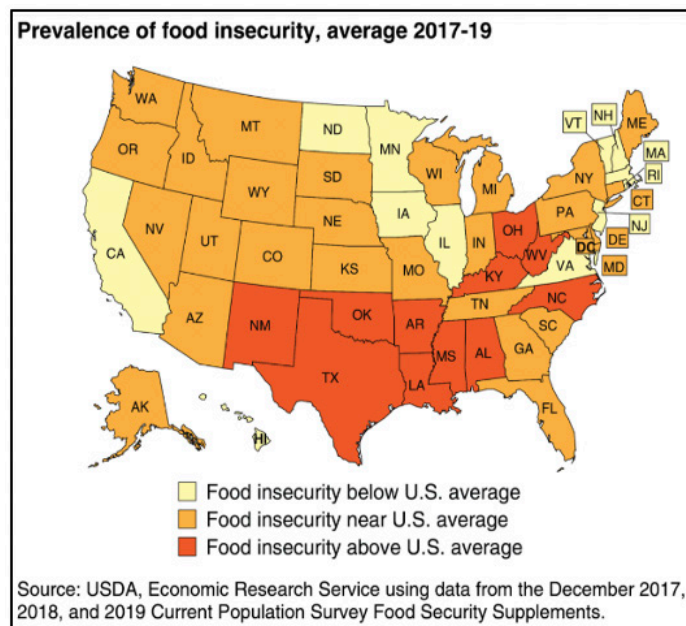 Prevalence of food insecurity, average 2017-19
WA
MT
ND
MN
VT
NH
ME
OR
ID
SD
WI
MI
NY
MA
RI
WY
IA
PA
CT
NE
NJ
NV
UT
CO
IL
IN
OH
DC
DE
CA
KS
MO
WV
VA
MD
KY
AZ
NM
OK
AR
TN
NC
SC
TX
MS
AL
GA
LA
AK
FL
HI
Food insecurity below U.S. average
Food insecurity near U.S. average
Food insecurity above U.S. average
Source: USDA, Economic Research Service using data from the December 2017,
2018, and 2019 Current Population Survey Food Security Supplements.